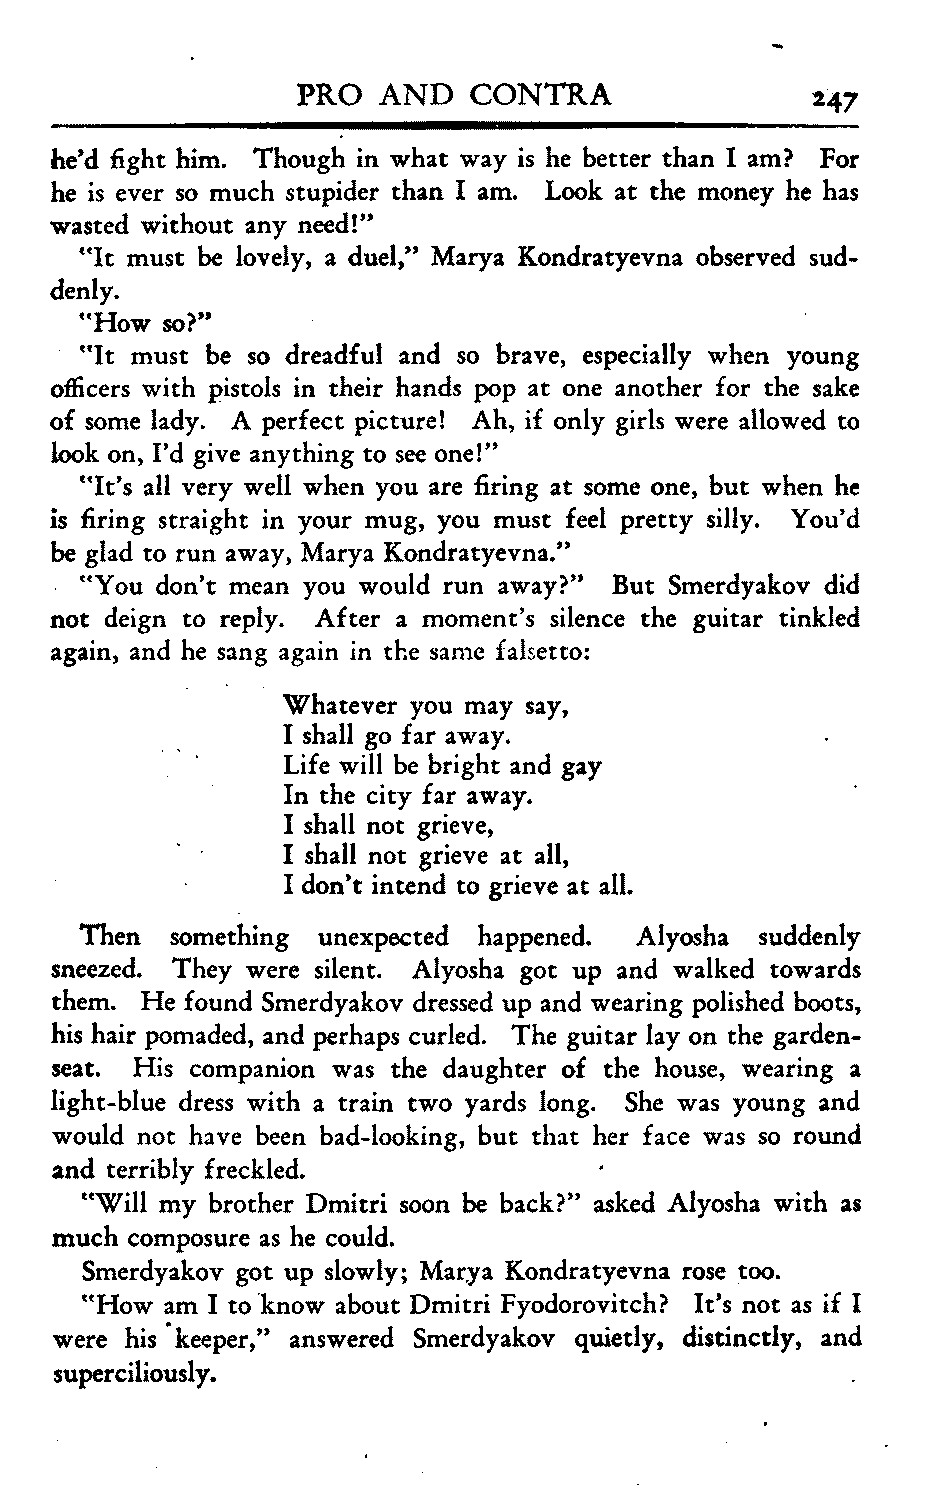 PRO AND CONTRA 247
he'd fight him. Though in what way is he better than I am? For
he is ever so much stupider than I am. Look at the money he has
wasted without any need!"
"It must be lovely, a duel," Marya Kondratyevna observed sud-
denly.
"How so?"
"It must be so dreadful and so brave, especially when young
officers with pistols in their hands pop at one another for the sake
of some lady. A perfect picture! Ah, if only girls were allowed to
look on, I'd give anything to see one!"
"It's all very well when you are firing at some one, but when he
is firing straight in your mug, you must feel pretty silly. You'd
be glad to run away, Marya Kondratyevna."
"You don't mean you would run away?" But Smerdyakov did
not deign to reply. After a moment's silence the guitar tinkled
again, and he sang again in the same falsetto:
Whatever you may say,
I shall go far away.
Life will be bright and gay
In the city far away.
I shall not grieve,
I shall not grieve at all,
I don't intend to grieve at all.
Then something unexpected happened. Alyosha suddenly
sneezed. They were silent. Alyosha got up and walked towards
them. He found Smerdyakov dressed up and wearing polished boots,
his hair pomaded, and perhaps curled. The guitar lay on the garden-
seat. His companion was the daughter of the house, wearing a
light-blue dress with a train two yards long. She was young and
would not have been bad-looking, but that her face was so round
and terribly freckled.
"Will my brother Dmitri soon be back?" asked Alyosha with as
much composure as he could.
Smerdyakov got up slowly; Marya Kondratyevna rose too.
"How am I to know about Dmitri Fyodorovitch? It's not as if I
were his keeper," answered Smerdyakov quietly, distinctly, and
superciliously.